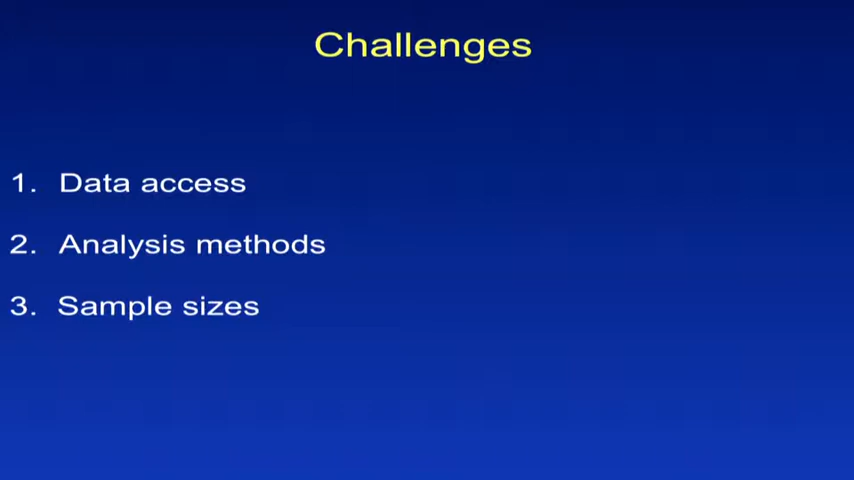 Challenges
1. Data access
2. Analysis methods
3. Sample sizes